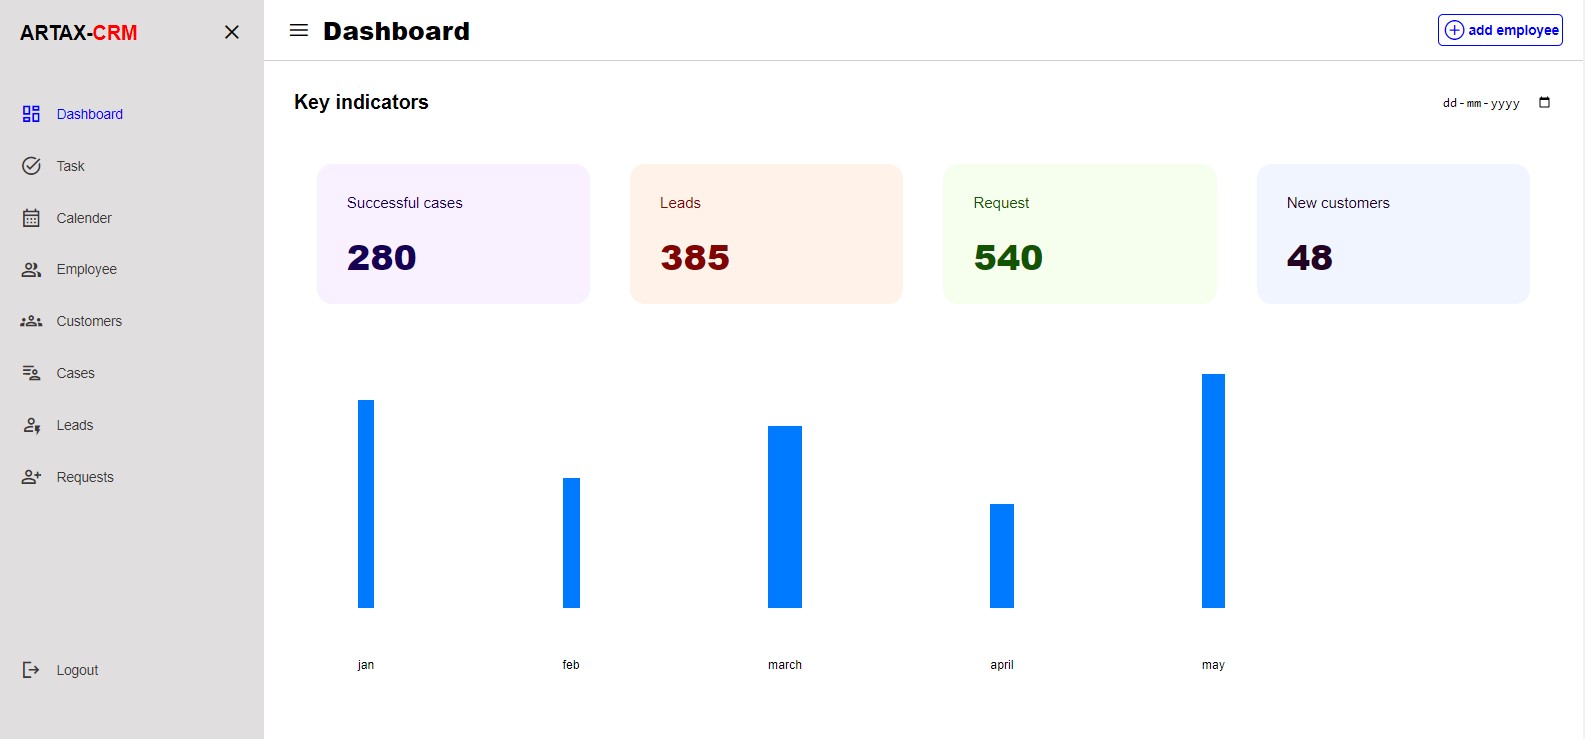 ARTAX-CRM
Dashboard
Task
Calender
Employee
Customers
Cases
Leads
Requests
Logout
Dashboard
add employee
Key indicators
dd-mm-yyyy
Successful cases
280
Leads
385
Request
540
New customers
48
jan
feb
march
april
may